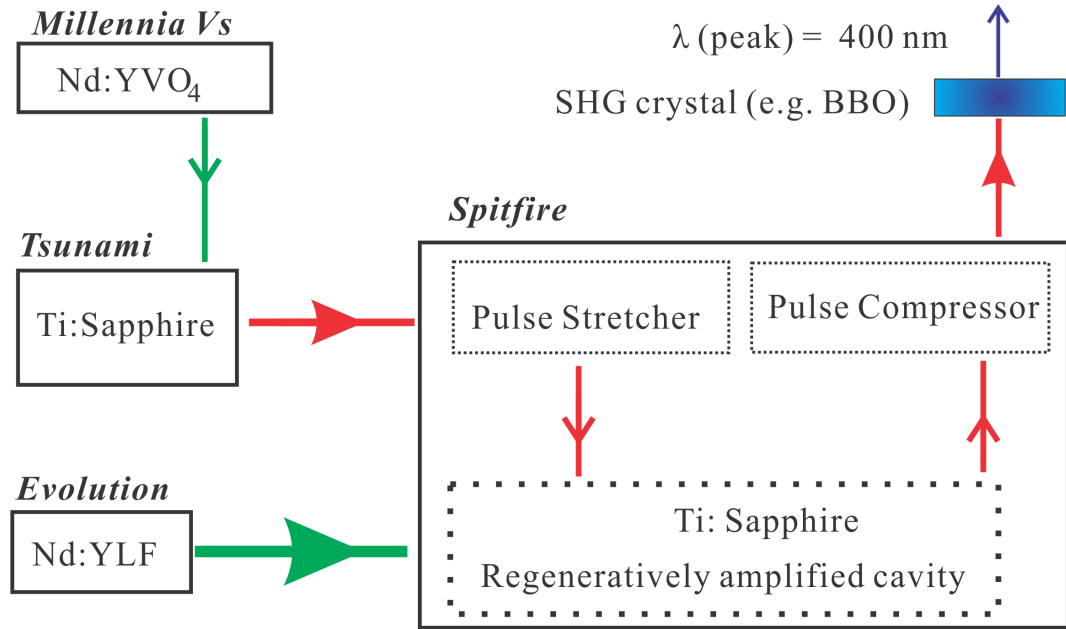 Millennia Vs
Nd:YVO4
λ (peak) = 400 nm
SHG crystal (e.g. BBO)
Spitfire
Tsunami
Ti:Sapphire
Pulse Stretcher
Pulse Compressor
Evolution
Nd:YLF
Ti: Sapphire
Regeneratively amplified cavity